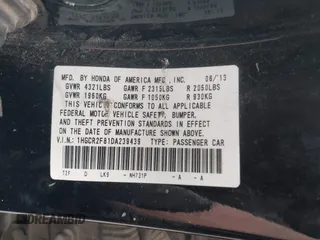 MFD. BY HONDA OF AMERICA MFG., INC. 06/13
GVWR 4321LBS GAWR F 2315LBS R 2050LBS
GVWR 1960KG GAWR F 1050KG R 930KG
THIS VEHICLE CONFORMS TO ALL APPLICABLE
FEDERAL MOTOR VEHICLE SAFETY, BUMPER,
AND THEFT PREVENTION STANDARDS IN EFFECT
ON THE DATE OF MANUFACTURE SHOWN ABOVE.
V.I.N.: 1HGCR2F81DA239439 TYPE: PASSENGER CAR
NH731P - A - A